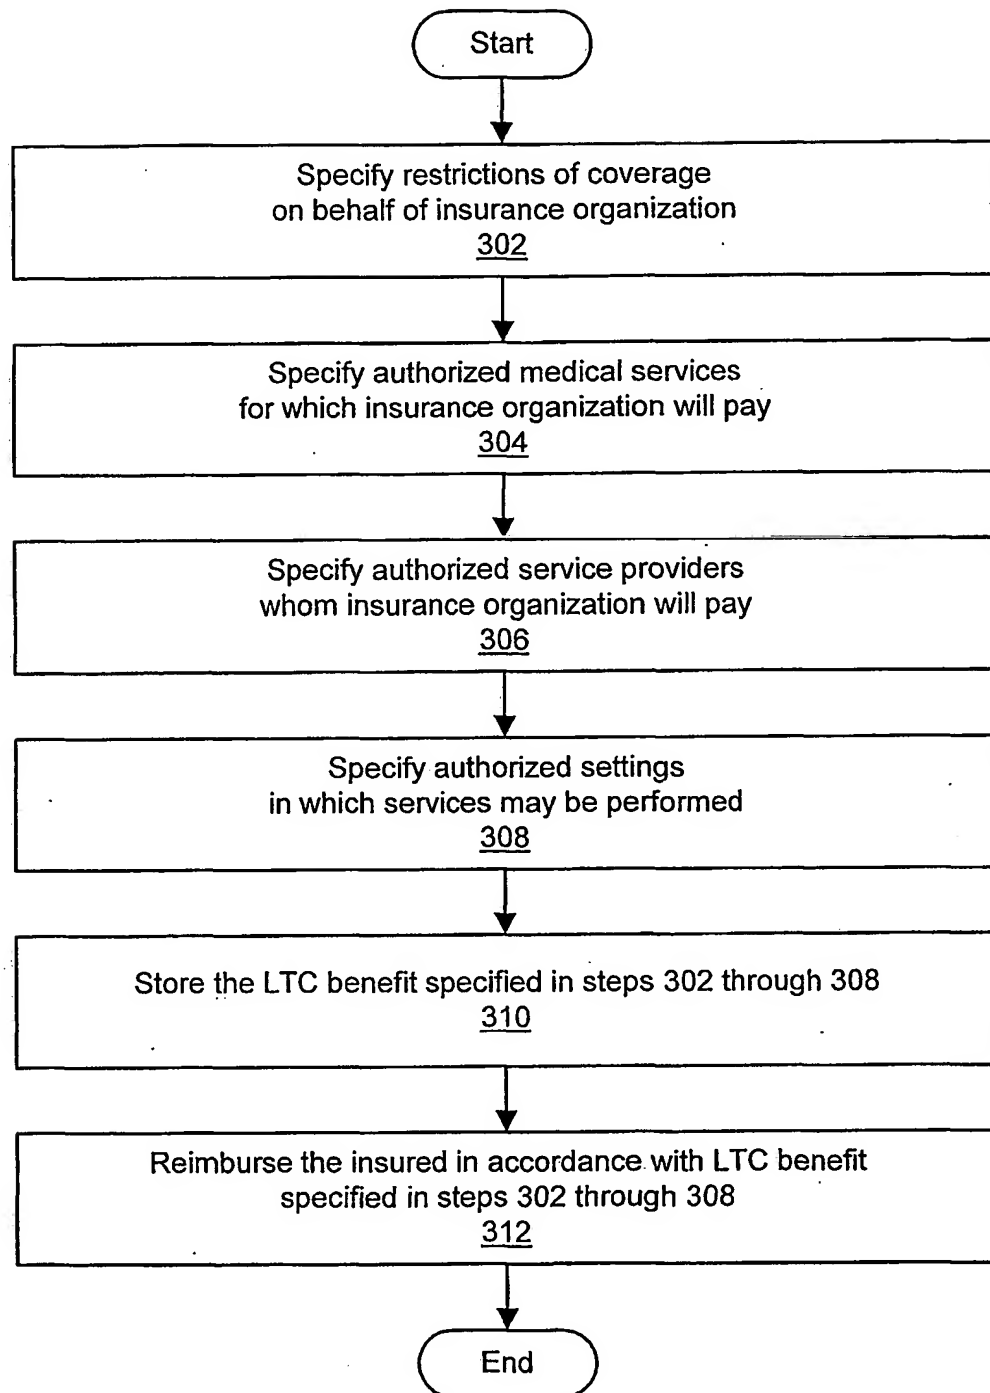 Start
Specify restrictions of coverage
on behalf of insurance organization
302
Specify authorized medical services
for which insurance organization will pay
304
Specify authorized service providers
whom insurance organization will pay
306
Specify authorized settings
in which services may be performed
308
Store the LTC benefit specified in steps 302 through 308
310
Reimburse the insured in accordance with LTC benefit
specified in steps 302 through 308
312
End